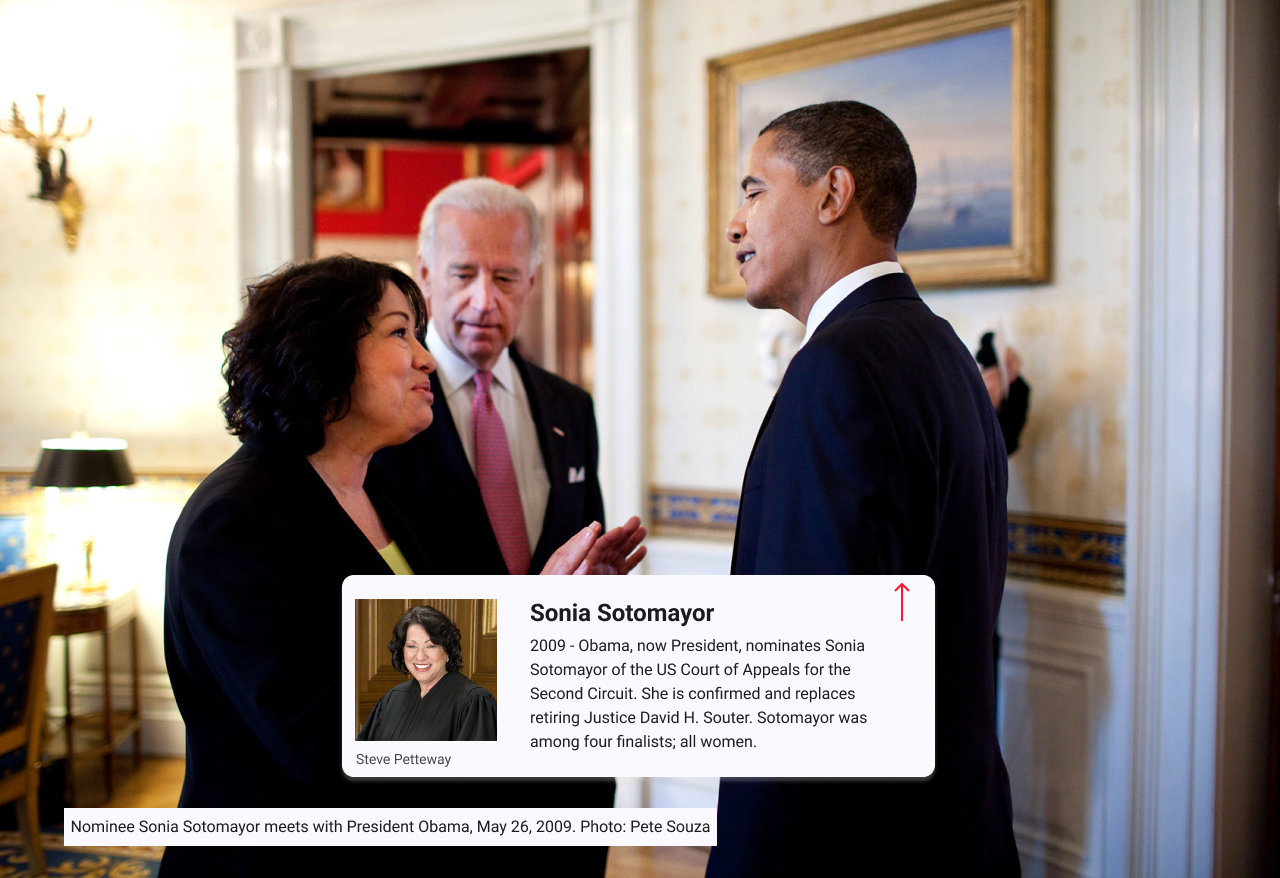 Sonia Sotomayor
2009 - Obama, now President, nominates Sonia
Sotomayor of the US Court of Appeals for the
Second Circuit. She is confirmed and replaces
retiring Justice David H. Souter. Sotomayor was
among four finalists; all women.
Steve Petteway
Nominee Sonia Sotomayor meets with President Obama, May 26, 2009. Photo: Pete Souza